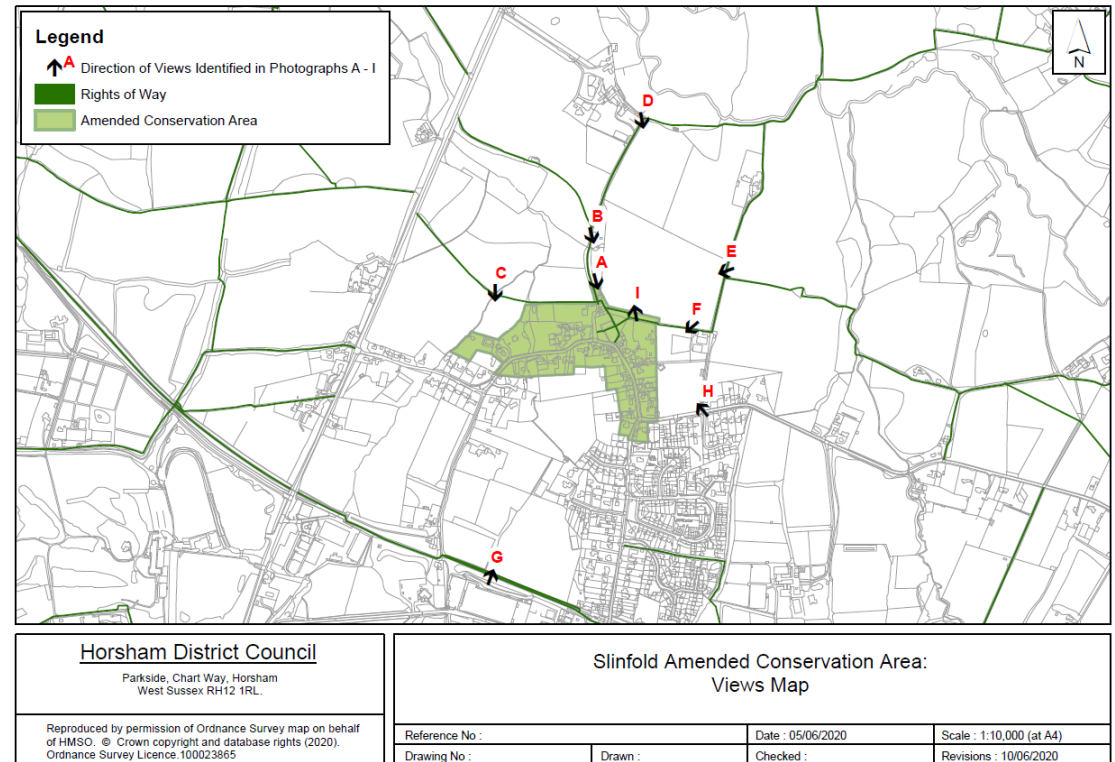 Legend
A Direction of Views Identified in Photographs A - I
Rights of Way
Amended Conservation Area
N
D
B
A
C
I
E
F
H
G
Horsham District Council
Parkside, Chart Way, Horsham
West Sussex RH12 1RL.
Reproduced by permission of Ordnance Survey map on behalf
of HMSO. © Crown copyright and database rights (2020).
Ordnance Survey Licence.100023865
Slinfold Amended Conservation Area:
Views Map
Reference No :
Date : 05/06/2020
Scale : 1:10,000 (at A4)
Drawing No :
Drawn :
Checked :
Revisions : 10/06/2020